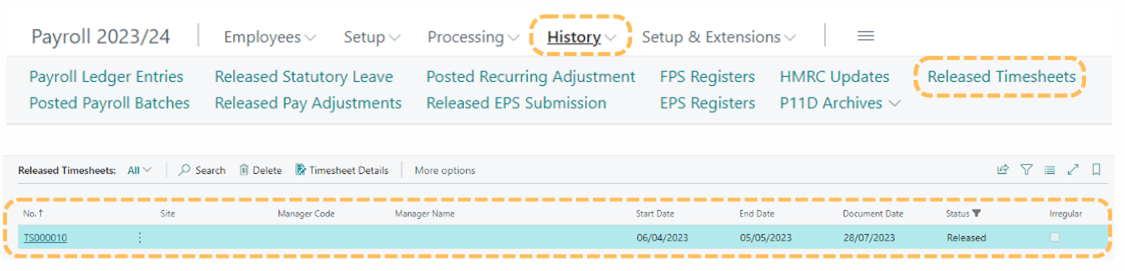 Payroll 2023/24 Employees Setup Processing History Setup & Extensions
Payroll Ledger Entries Released Statutory Leave Posted Recurring Adjustment FPS Registers HMRC Updates Released Timesheets
Posted Payroll Batches Released Pay Adjustments Released EPS Submission EPS Registers P11D Archives
Released Timesheets: All Search Delete Timesheet Details More options
No. ↑ Site Manager Code Manager Name Start Date End Date Document Date Status Irregular
TS000010 06/04/2023 05/05/2023 28/07/2023 Released